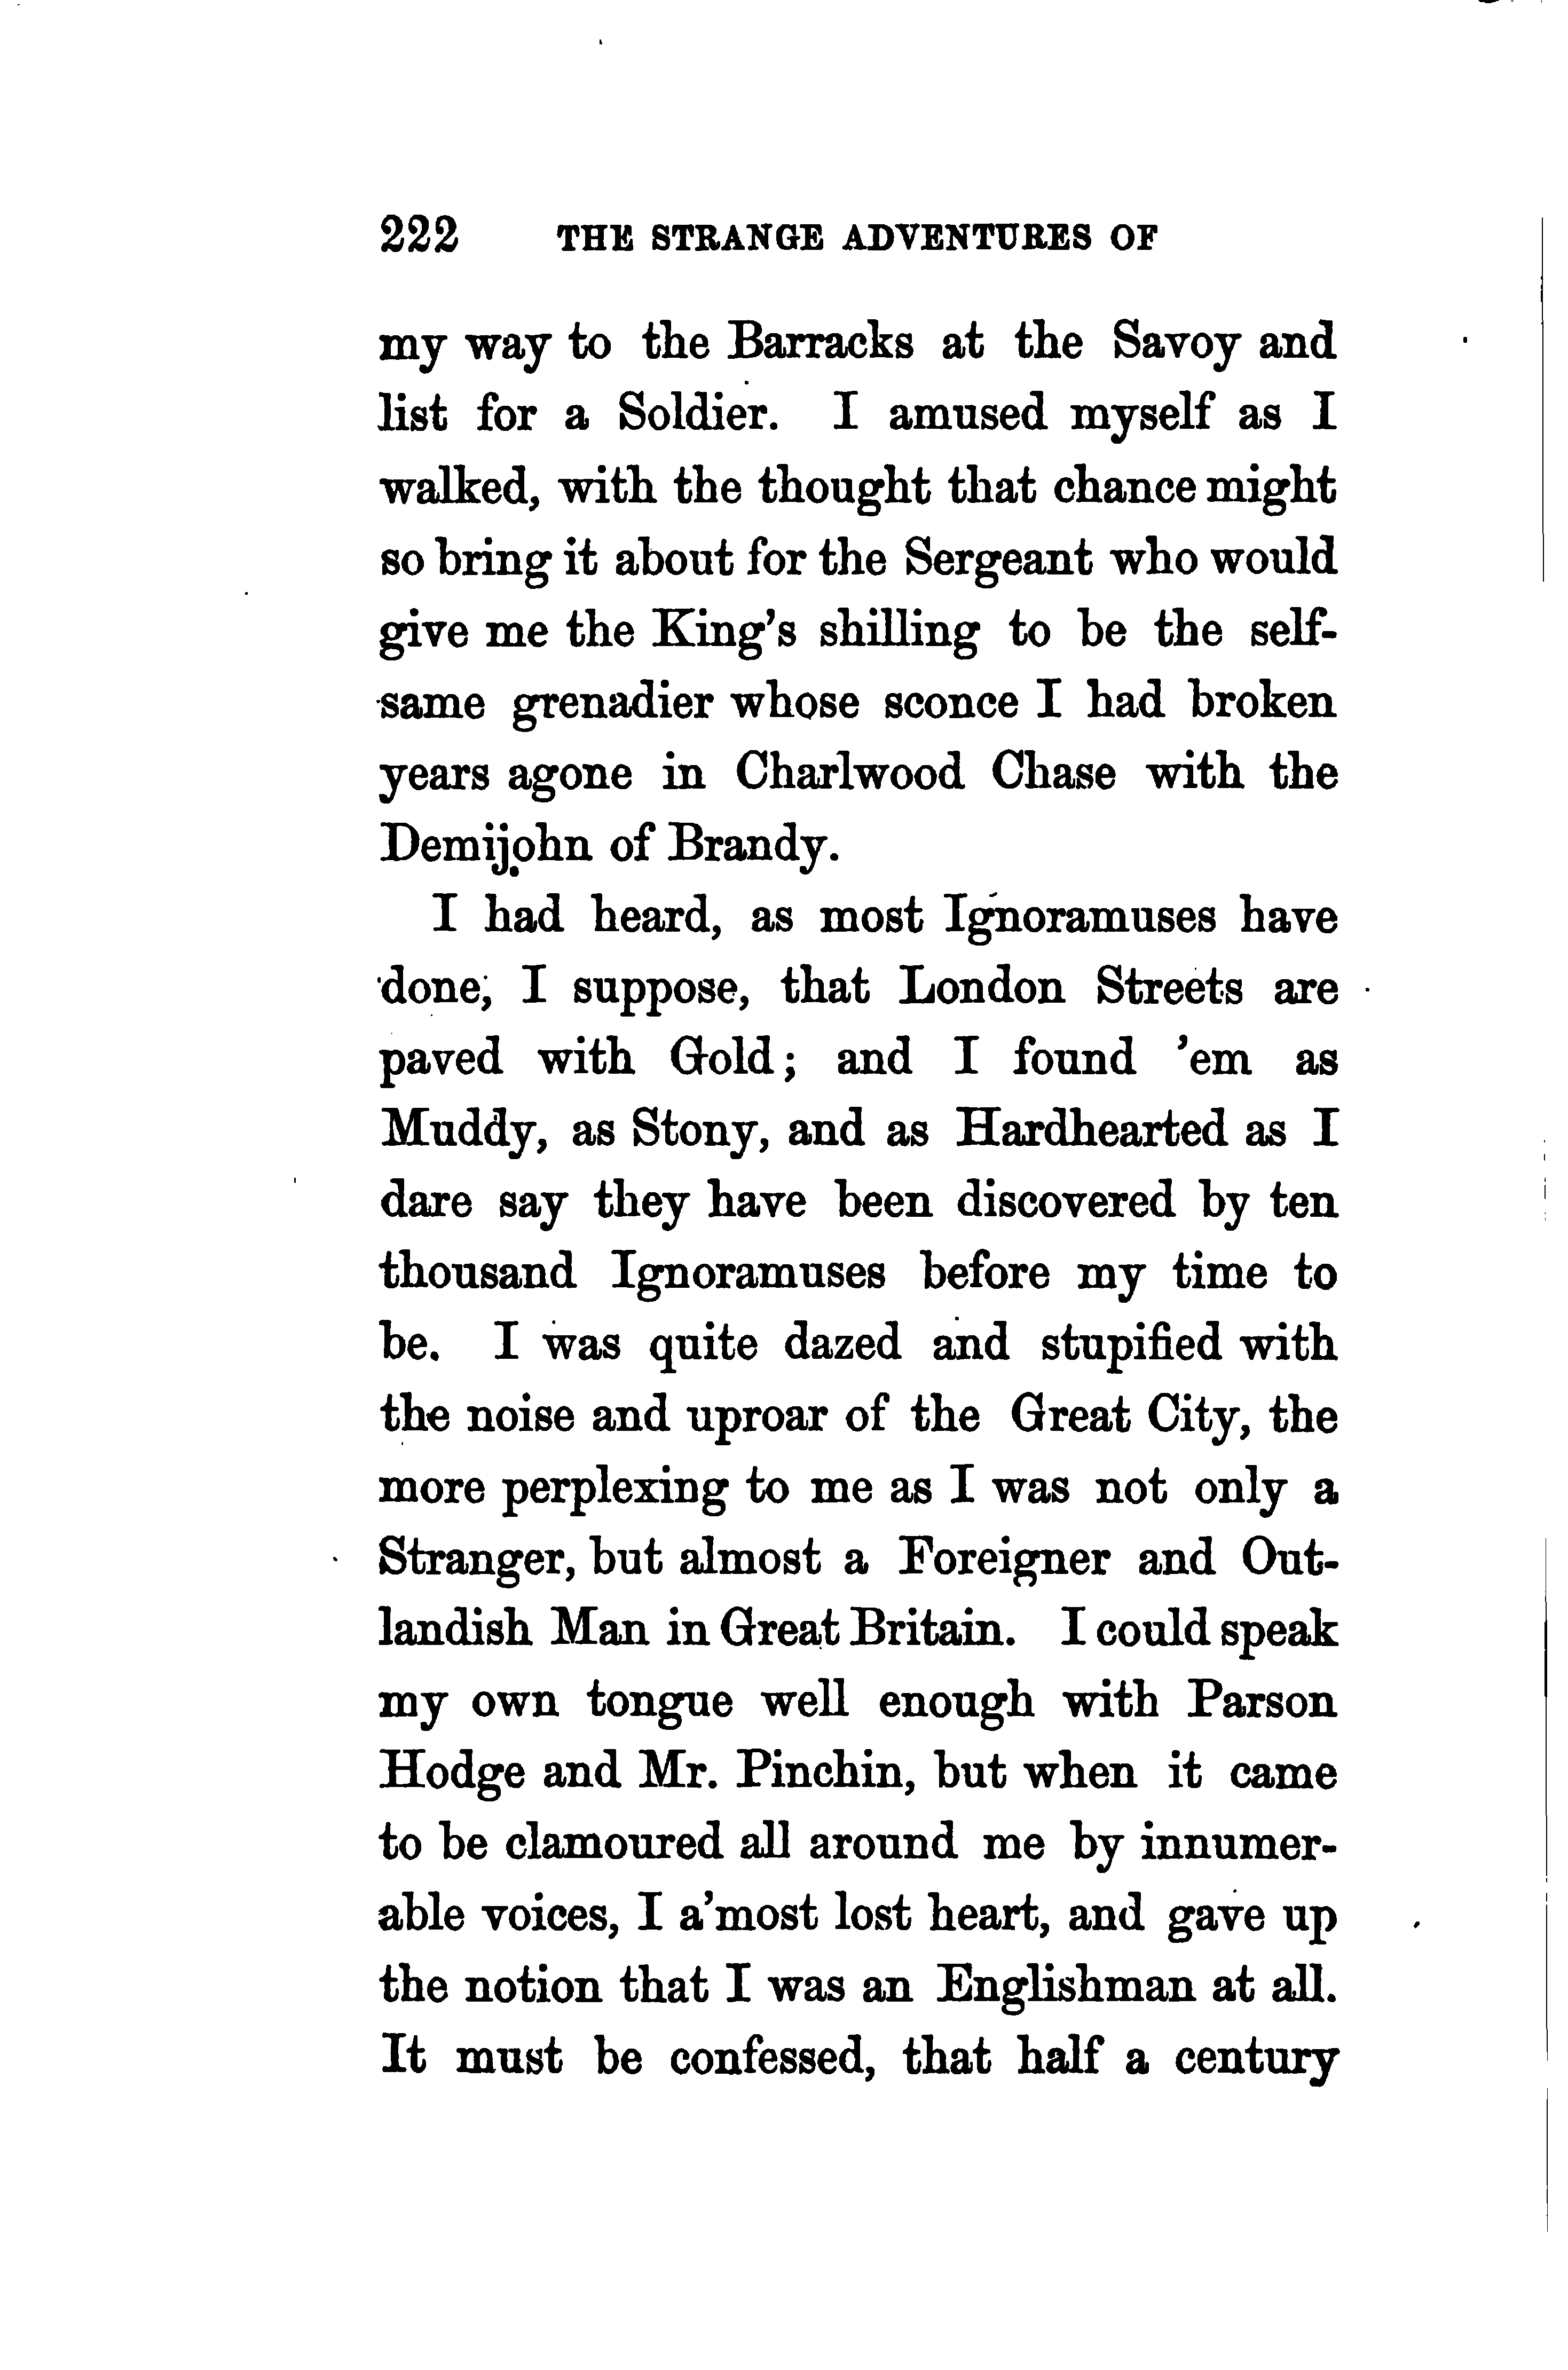 222 THE STRANGE ADVENTURES OF
my way to the Barracks at the Savoy and
list for a Soldier. I amused myself as I
walked, with the thought that chance might
so bring it about for the Sergeant who would
give me the King's shilling to be the self-
same grenadier whose sconce I had broken
years agone in Charlwood Chase with the
Demijohn of Brandy.
I had heard, as most Ignoramuses have
done, I suppose, that London Streets are
paved with Gold; and I found 'em as
Muddy, as Stony, and as Hardhearted as I
dare say they have been discovered by ten
thousand Ignoramuses before my time to
be. I was quite dazed and stupified with
the noise and uproar of the Great City, the
more perplexing to me as I was not only a
Stranger, but almost a Foreigner and Out-
landish Man in Great Britain. I could speak
my own tongue well enough with Parson
Hodge and Mr. Pinchin, but when it came
to be clamoured all around me by innumer-
able voices, I a'most lost heart, and gave up
the notion that I was an Englishman at all.
It must be confessed, that half a century